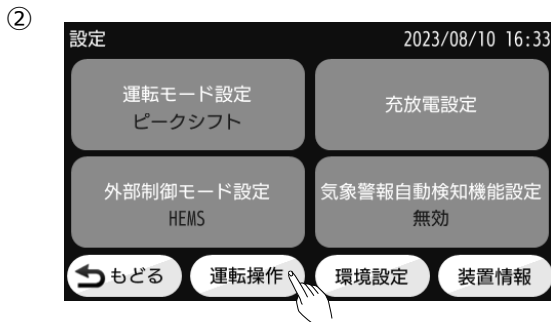 ②
設定 2023/08/10 16:33
運転モード設定
ピークシフト
充放電設定
外部制御モード設定
HEMS
気象警報自動検知機能設定
無効
もどる 運転操作 環境設定 装置情報